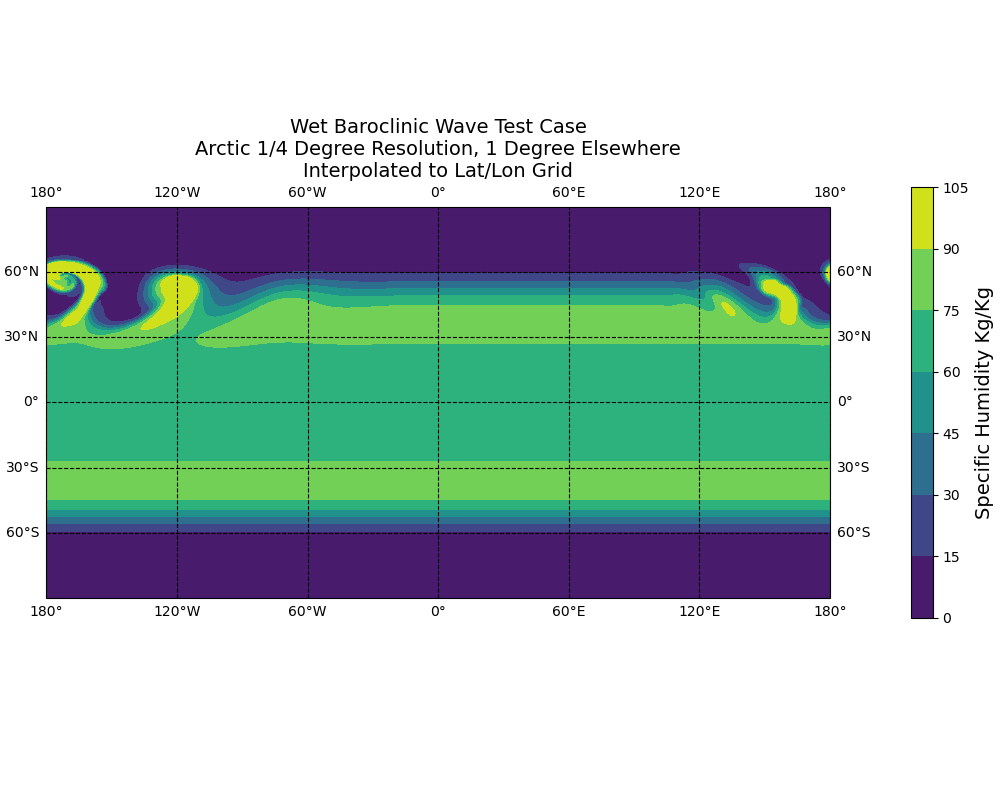 Wet Baroclinic Wave Test Case
Arctic 1/4 Degree Resolution, 1 Degree Elsewhere
Interpolated to Lat/Lon Grid
180° 120°W 60°W 0° 60°E 120°E 180°
60°N 60°N
30°N 30°N
0° 0°
30°S 30°S
60°S 60°S
180° 120°W 60°W 0° 60°E 120°E 180°
105
90
75
60
45
30
15
0
Specific Humidity Kg/Kg